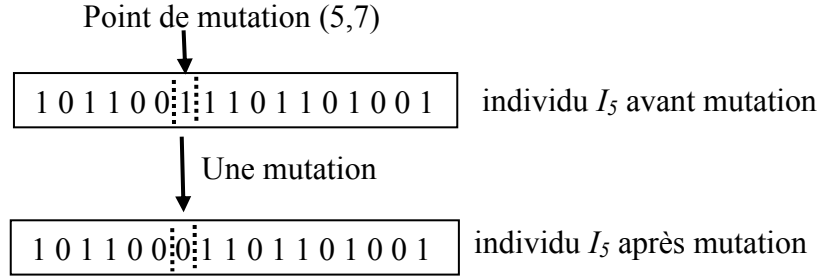 Point de mutation (5,7)
1 0 1 1 0 0 1 1 1 0 1 1 0 1 0 0 1 individu I5 avant mutation
Une mutation
1 0 1 1 0 0 0 1 1 0 1 1 0 1 0 0 1 individu I5 après mutation